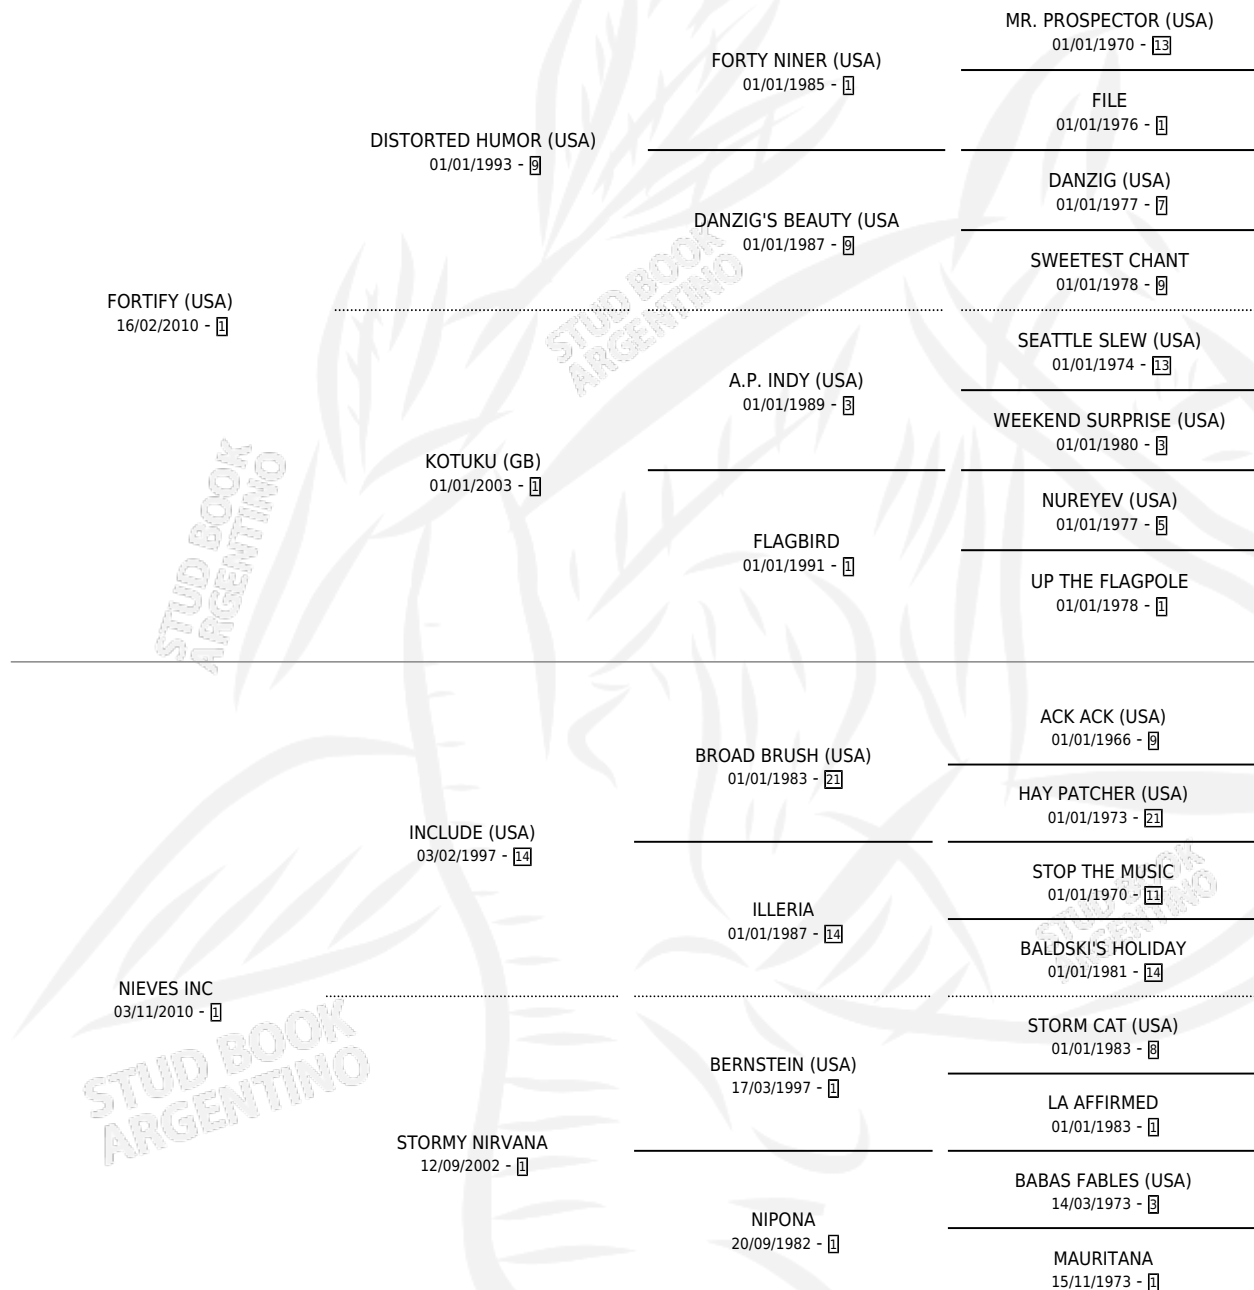 MR. PROSPECTOR (USA)
01/01/1970 - 13
FORTY NINER (USA)
01/01/1985 - 1
FILE
01/01/1976 - 1
DISTORTED HUMOR (USA)
01/01/1993 - 9
DANZIG (USA)
01/01/1977 - 7
DANZIG'S BEAUTY (USA
01/01/1987 - 9
SWEETEST CHANT
01/01/1978 - 9
FORTIFY (USA)
16/02/2010 - 1
STUD BOOK
ARGENTINO
SEATTLE SLEW (USA)
01/01/1974 - 13
A.P. INDY (USA)
01/01/1989 - 3
WEEKEND SURPRISE (USA)
01/01/1980 - 3
KOTUKU (GB)
01/01/2003 - 1
NUREYEV (USA)
01/01/1977 - 5
FLAGBIRD
01/01/1991 - 1
UP THE FLAGPOLE
01/01/1978 - 1
STUD BOOK
ARGENTINO
ACK ACK (USA)
01/01/1966 - 9
BROAD BRUSH (USA)
01/01/1983 - 21
HAY PATCHER (USA)
01/01/1973 - 21
INCLUDE (USA)
03/02/1997 - 14
STOP THE MUSIC
01/01/1970 - 11
ILLERIA
01/01/1987 - 14
BALDSKI'S HOLIDAY
01/01/1981 - 14
STUD BOOK
ARGENTINO
NIEVES INC
03/11/2010 - 1
STORM CAT (USA)
01/01/1983 - 8
BERNSTEIN (USA)
17/03/1997 - 1
LA AFFIRMED
01/01/1983 - 1
STUD BOOK
ARGENTINO
STORMY NIRVANA
12/09/2002 - 1
BABAS FABLES (USA)
14/03/1973 - 3
NIPONA
20/09/1982 - 1
MAURITANA
15/11/1973 - 1